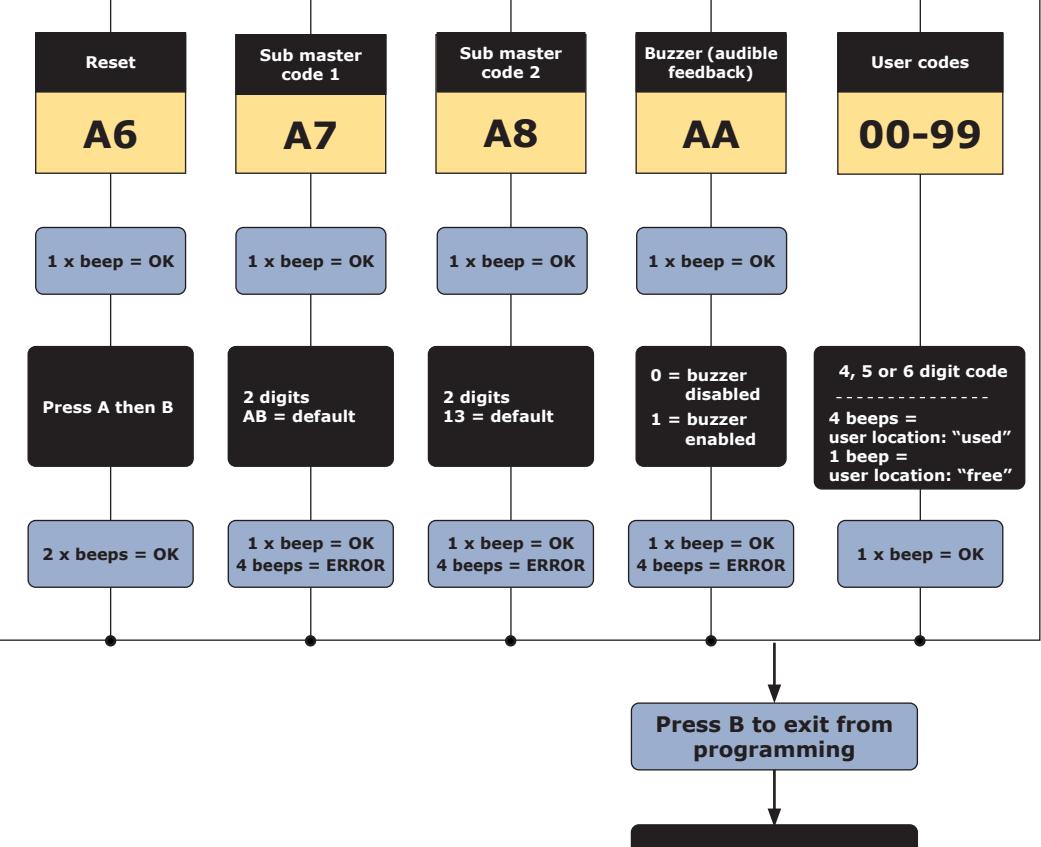 Reset
A6
1 x beep = OK
Press A then B
2 x beeps = OK
Sub master
code 1
A7
1 x beep = OK
2 digits
AB = default
1 x beep = OK
4 beeps = ERROR
Sub master
code 2
A8
1 x beep = OK
2 digits
13 = default
1 x beep = OK
4 beeps = ERROR
Buzzer (audible
feedback)
AA
1 x beep = OK
0 = buzzer
disabled
1 = buzzer
enabled
1 x beep = OK
4 beeps = ERROR
User codes
00-99
4, 5 or 6 digit code
- - - - - - - - - - - - - - -
4 beeps =
user location: “used”
1 beep =
user location: “free”
1 x beep = OK
Press B to exit from
programming